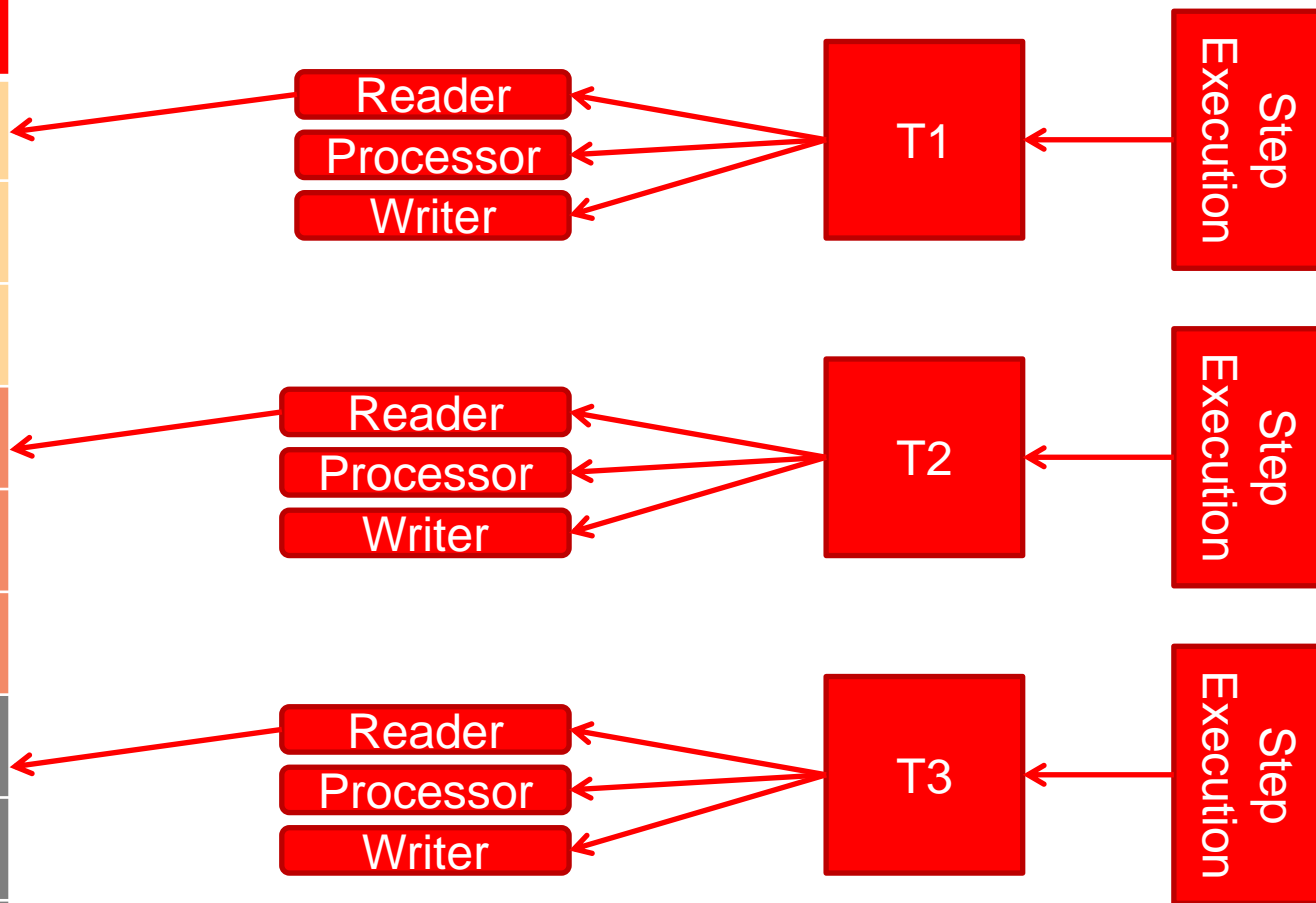 Reader
Processor
Writer
T1
Step
Execution
Reader
Processor
Writer
T2
Step
Execution
Reader
Processor
Writer
T3
Step
Execution